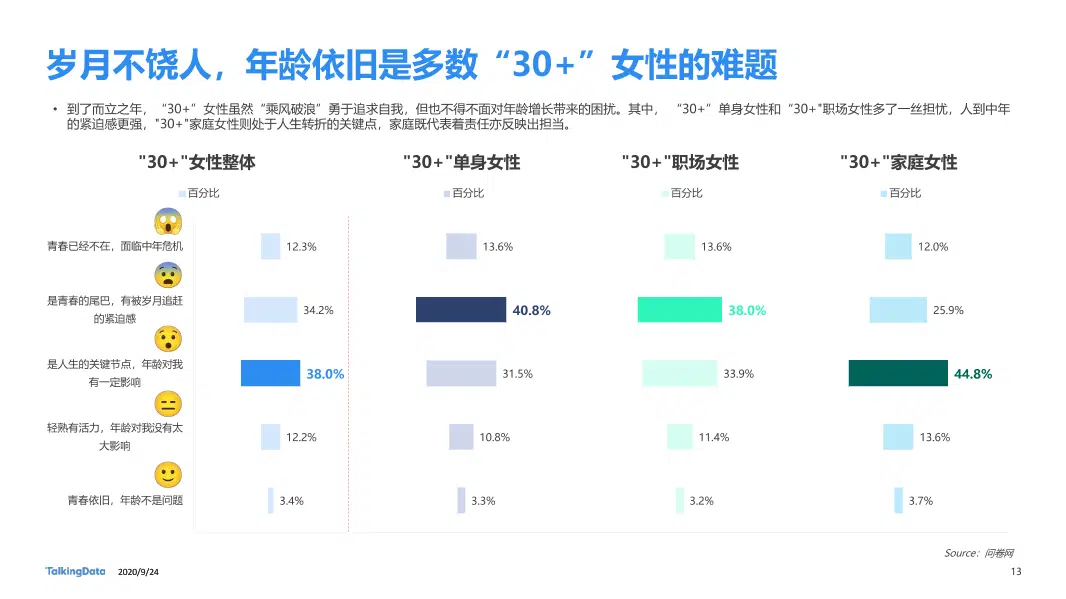 岁月不饶人，年龄依旧是多数“30+”女性的难题
• 到了而立之年，“30+”女性虽然“乘风破浪”勇于追求自我，但也不得不面对年龄增长带来的困扰。其中， “30+”单身女性和“30+"职场女性多了一丝担忧，人到中年
的紧迫感更强，"30+"家庭女性则处于人生转折的关键点，家庭既代表着责任亦反映出担当。
"30+"女性整体 "30+"单身女性 "30+"职场女性 "30+"家庭女性
百分比 百分比 百分比 百分比
青春已经不在，面临中年危机 12.3% 13.6% 13.6% 12.0%
是青春的尾巴，有被岁月追赶
的紧迫感 34.2% 40.8% 38.0% 25.9%
是人生的关键节点，年龄对我
有一定影响 38.0% 31.5% 33.9% 44.8%
轻熟有活力，年龄对我没有太
大影响 12.2% 10.8% 11.4% 13.6%
青春依旧，年龄不是问题 3.4% 3.3% 3.2% 3.7%
Source：问卷网
TalkingData 2020/9/24 13